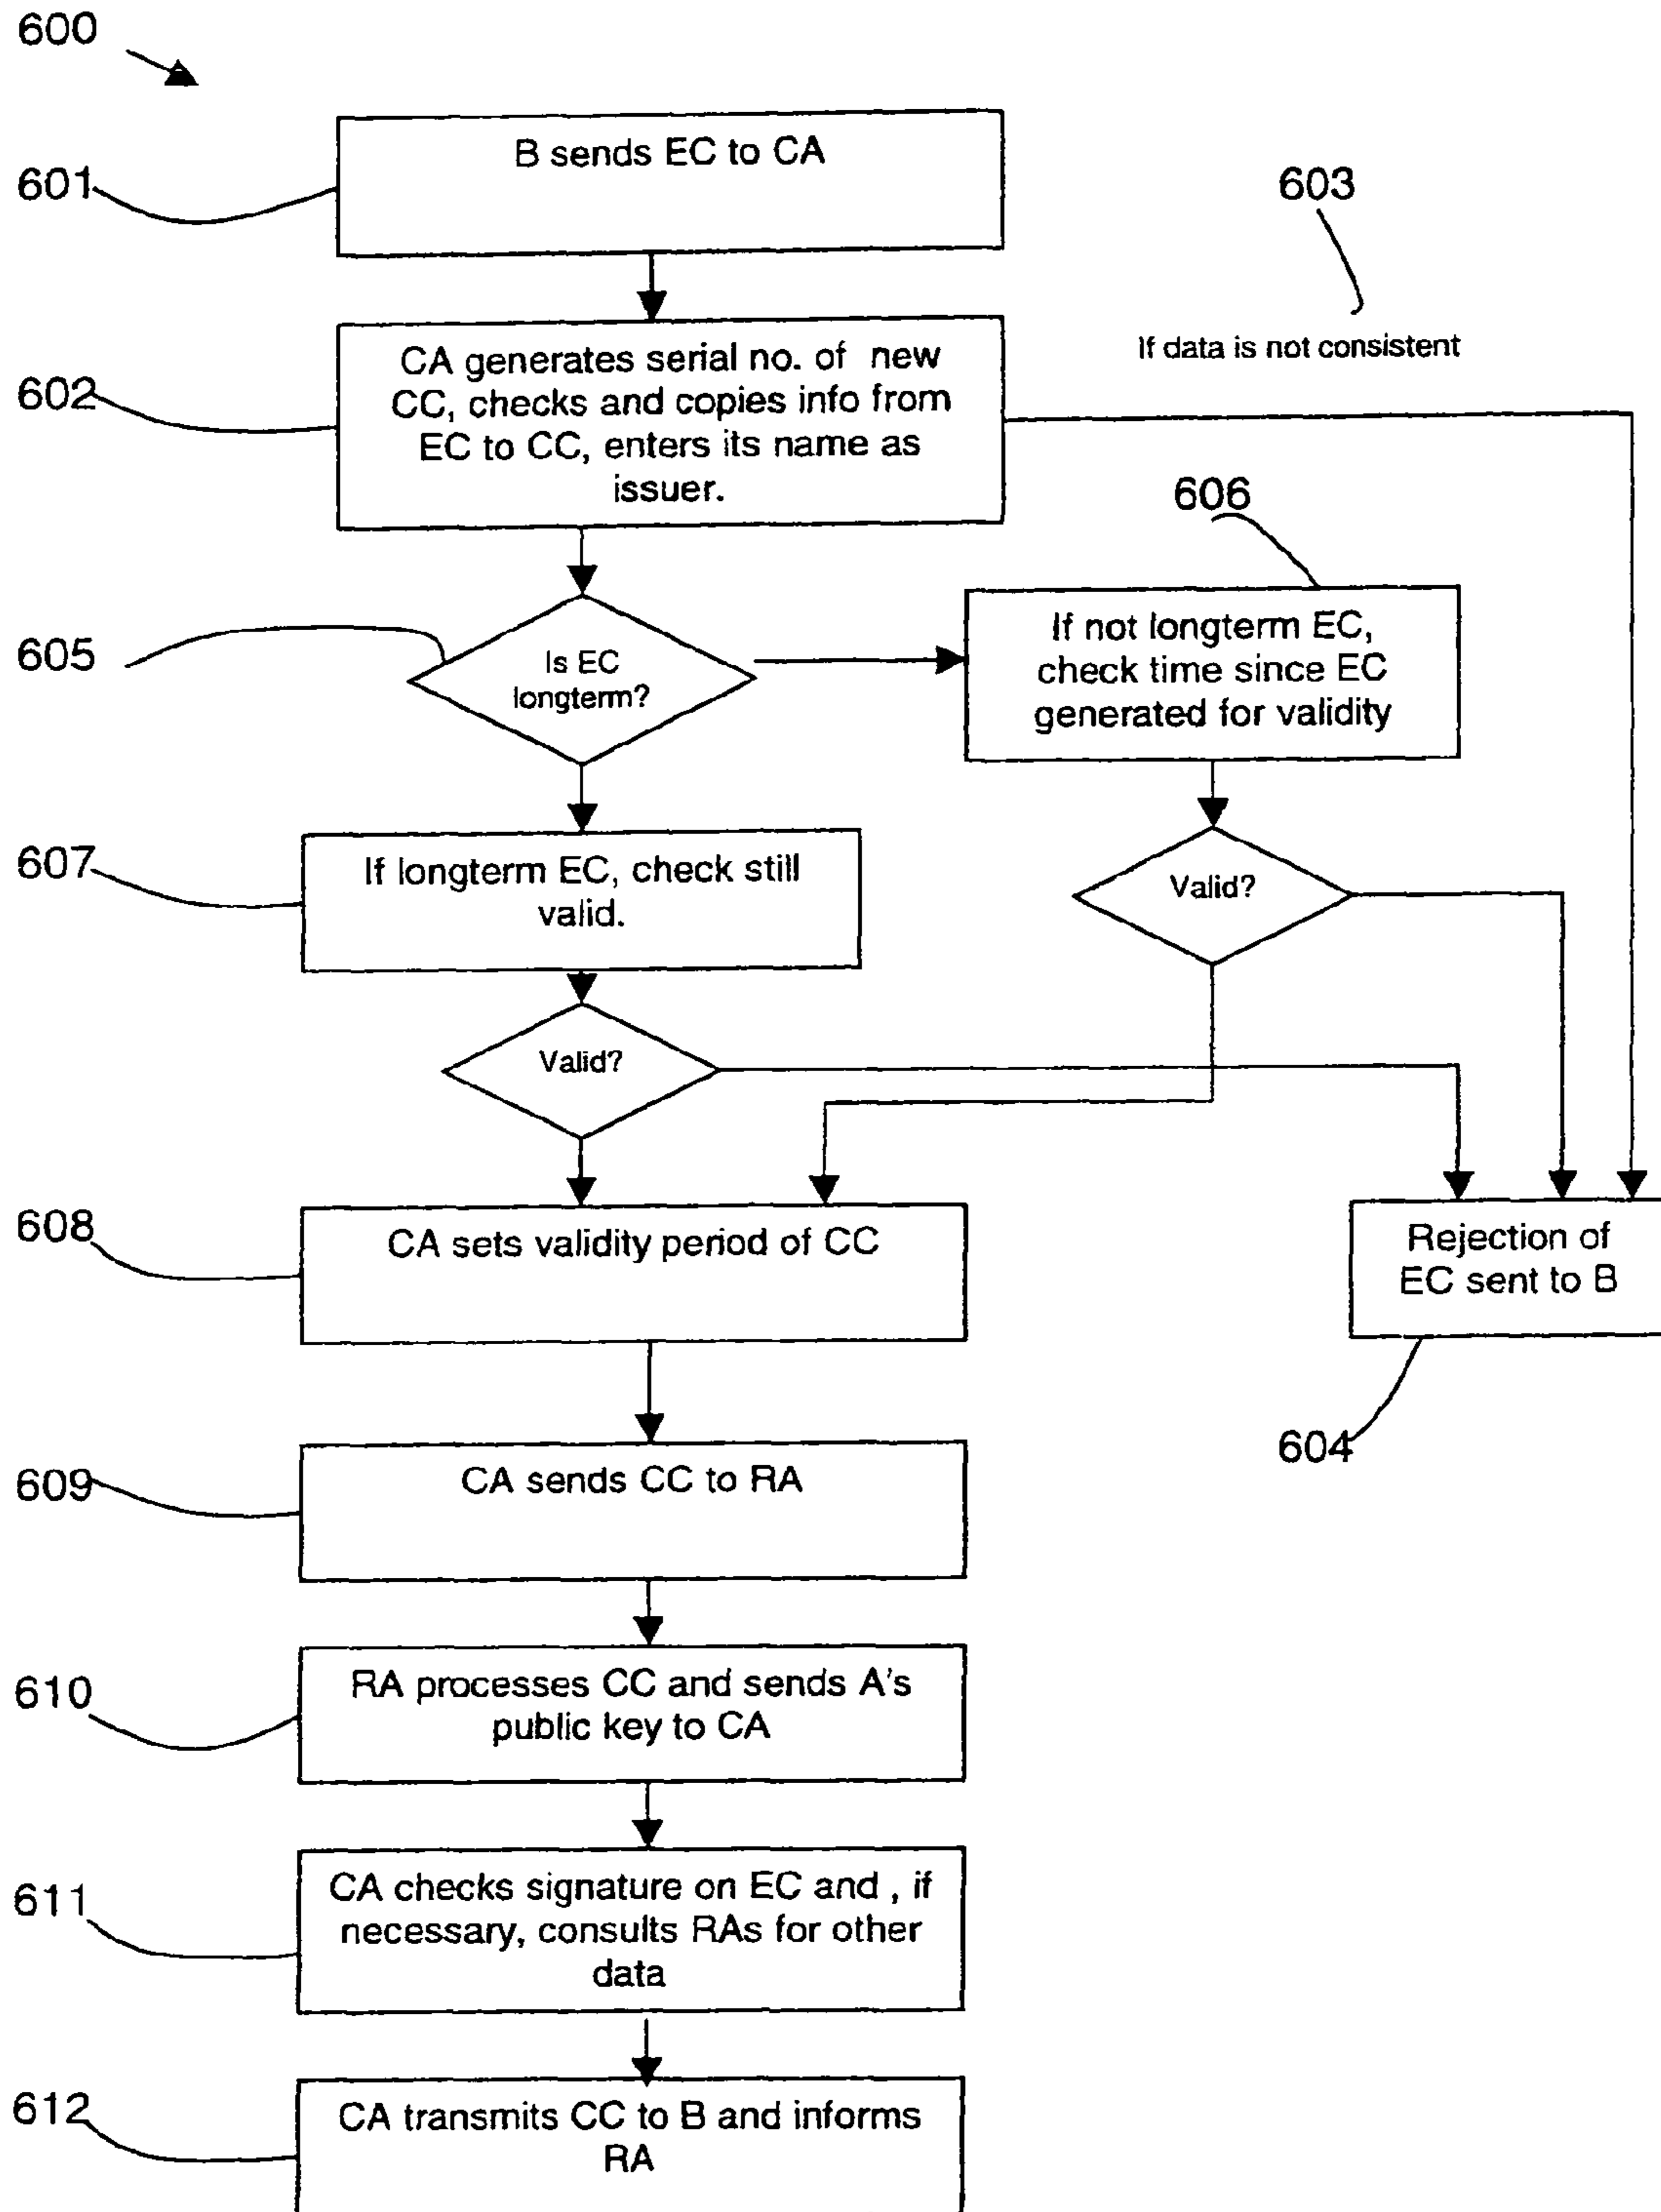 600
601
B sends EC to CA
603
If data is not consistent
602
CA generates serial no. of new
CC, checks and copies info from
EC to CC, enters its name as
issuer.
605
Is EC
longterm?
606
If not longterm EC,
check time since EC
generated for validity
607
If longterm EC, check still
valid.
Valid?
Valid?
608
CA sets validity period of CC
Rejection of
EC sent to B
604
609
CA sends CC to RA
610
RA processes CC and sends A's
public key to CA
611
CA checks signature on EC and , if
necessary, consults RAs for other
data
612
CA transmits CC to B and informs
RA